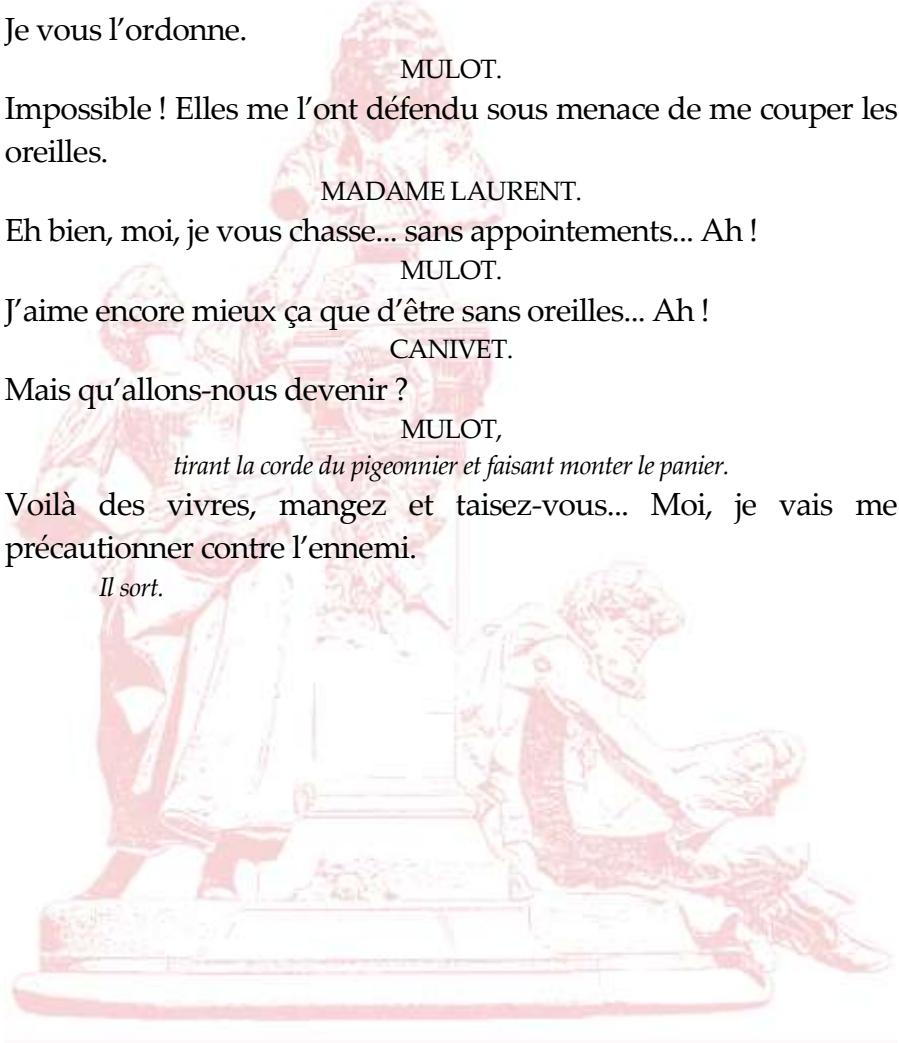 Je vous l’ordonne.
MULOT.
Impossible ! Elles me l’ont défendu sous menace de me couper les
oreilles.
MADAME LAURENT.
Eh bien, moi, je vous chasse... sans appointements... Ah !
MULOT.
J’aime encore mieux ça que d’être sans oreilles... Ah !
CANIVET.
Mais qu’allons-nous devenir ?
MULOT,
tirant la corde du pigeonnier et faisant monter le panier.
Voilà des vivres, mangez et taisez-vous... Moi, je vais me
précautionner contre l’ennemi.
Il sort.